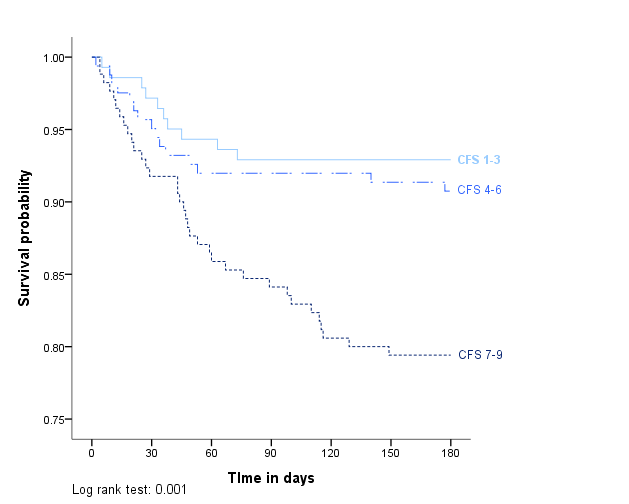 1.00
0.95
0.90
0.85
0.80
0.75
Survival probability
CFS 1-3
CFS 4-6
CFS 7-9
0 30 60 90 120 150 180
TIme in days
Log rank test: 0.001